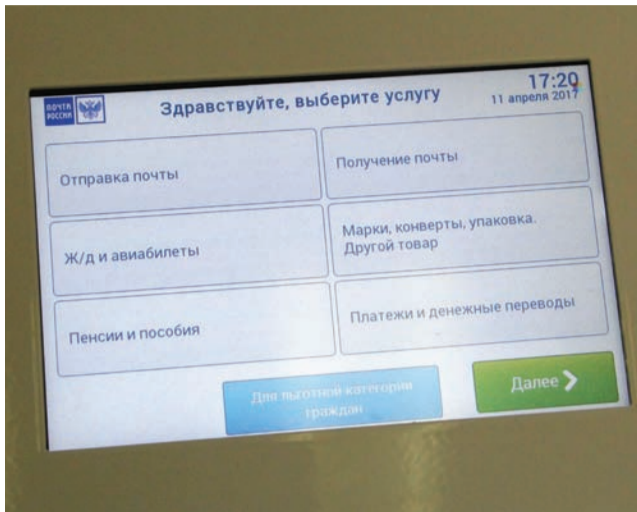 ПОЧТА
РОССИИ
Здравствуйте, выберите услугу
17:20
11 апреля 2017
Отправка почты
Получение почты
Ж/д и авиабилеты
Марки, конверты, упаковка.
Другой товар
Пенсии и пособия
Платежи и денежные переводы
Для льготной категории
граждан
Далее